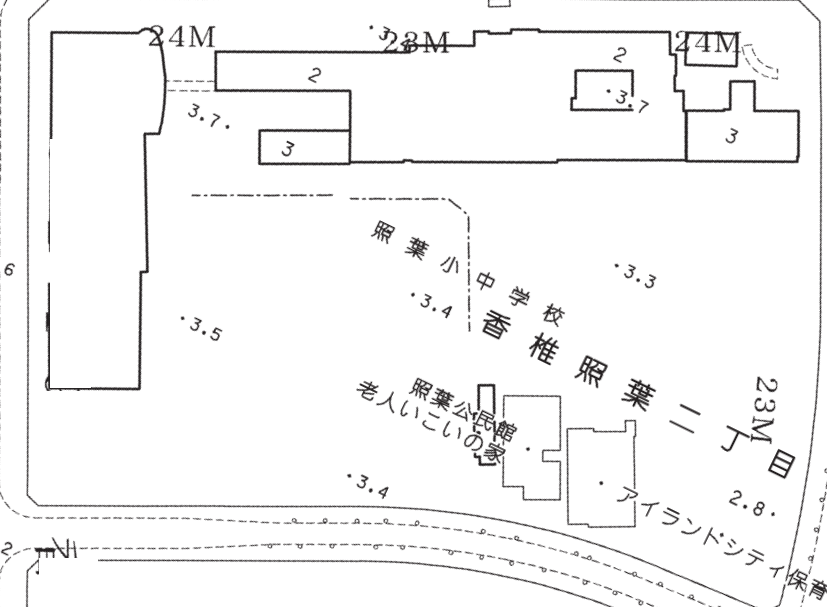 24M
・3.
23M
24M
2
2
・3.7
3.7・
3
3
照葉小中学校
・3.3
6
・3.4
・3.5
香椎照葉二丁目
23M
照葉公民館
老人いこいの家
・3.4
2.8・
アイランドシティ保育
2